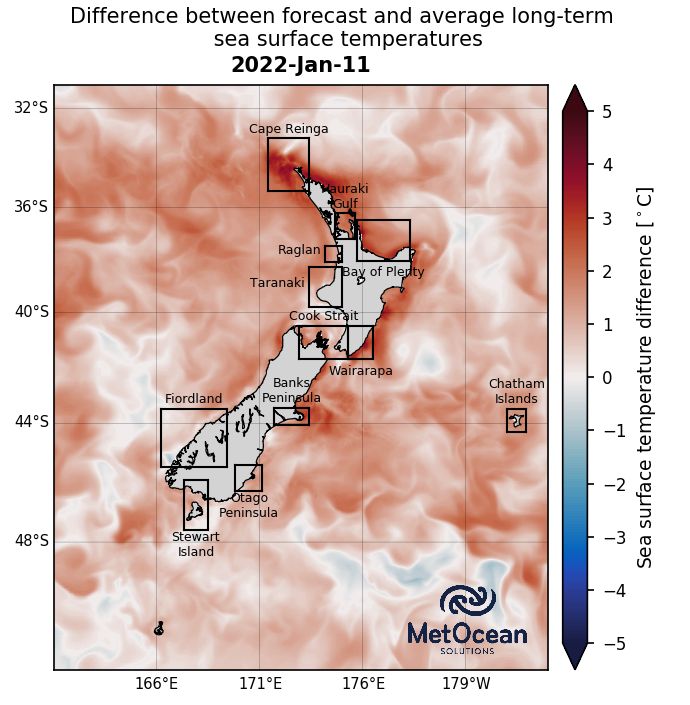 Difference between forecast and average long-term
sea surface temperatures
2022-Jan-11
32°S
36°S
40°S
44°S
48°S
166°E
171°E
176°E
179°W
Cape Reinga
Hauraki
Gulf
Raglan
Bay of Plenty
Taranaki
Cook Strait
Wairarapa
Banks
Peninsula
Fiordland
Chatham
Islands
Otago
Peninsula
Stewart
Island
MetOcean
SOLUTIONS
5
4
3
2
1
0
−1
−2
−3
−4
−5
Sea surface temperature difference [°C]